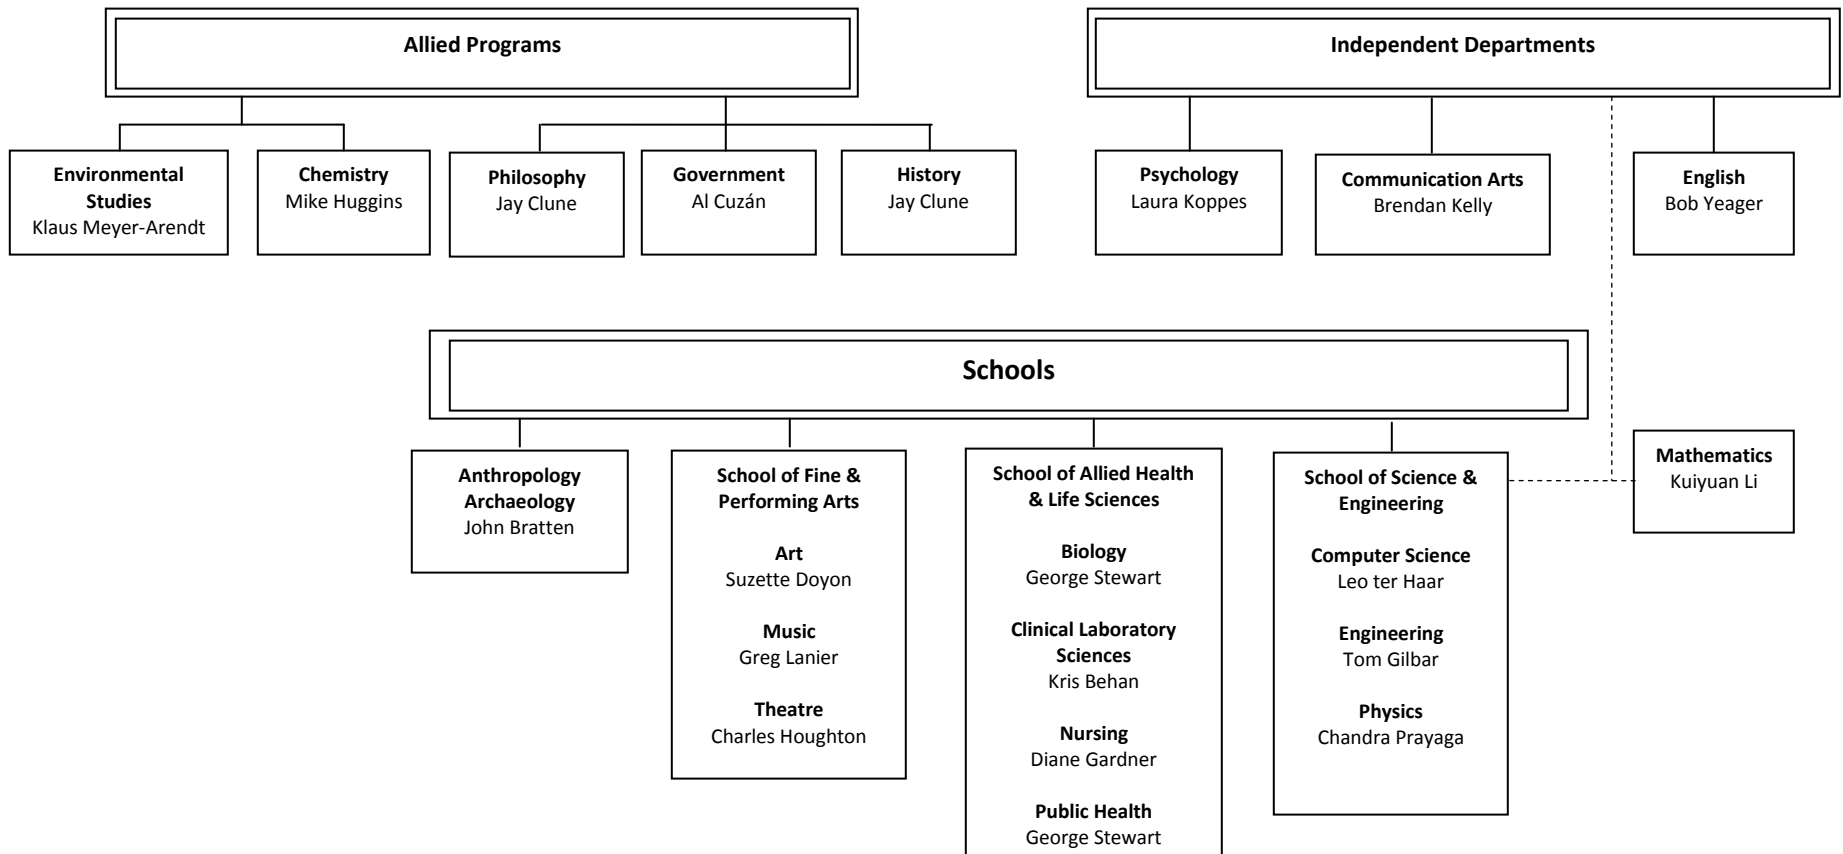 Allied Programs
Independent Departments
Environmental
Studies
Klaus Meyer-Arendt
Chemistry
Mike Huggins
Philosophy
Jay Clune
Government
Al Cuzán
History
Jay Clune
Psychology
Laura Koppes
Communication Arts
Brendan Kelly
English
Bob Yeager
Schools
Anthropology
Archaeology
John Bratten
School of Fine &
Performing Arts
Art
Suzette Doyon
Music
Greg Lanier
Theatre
Charles Houghton
School of Allied Health
& Life Sciences
Biology
George Stewart
Clinical Laboratory
Sciences
Kris Behan
Nursing
Diane Gardner
Public Health
George Stewart
School of Science &
Engineering
Computer Science
Leo ter Haar
Engineering
Tom Gilbar
Physics
Chandra Prayaga
Mathematics
Kuiyuan Li